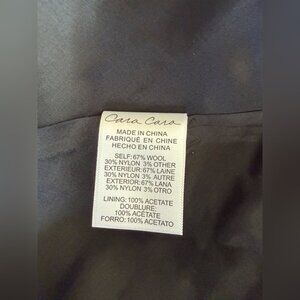 Cara Cara
MADE IN CHINA
FABRIQUÉ EN CHINE
HECHO EN CHINA
SELF: 67% WOOL
30% NYLON 3% OTHER
EXTERIEUR: 67% LAINE
30% NYLON 3% AUTRE
EXTERIOR: 67% LANA
30% NYLON 3% OTRO
LINING: 100% ACETATE
DOUBLURE:
100% ACETATE
FORRO: 100% ACETATE